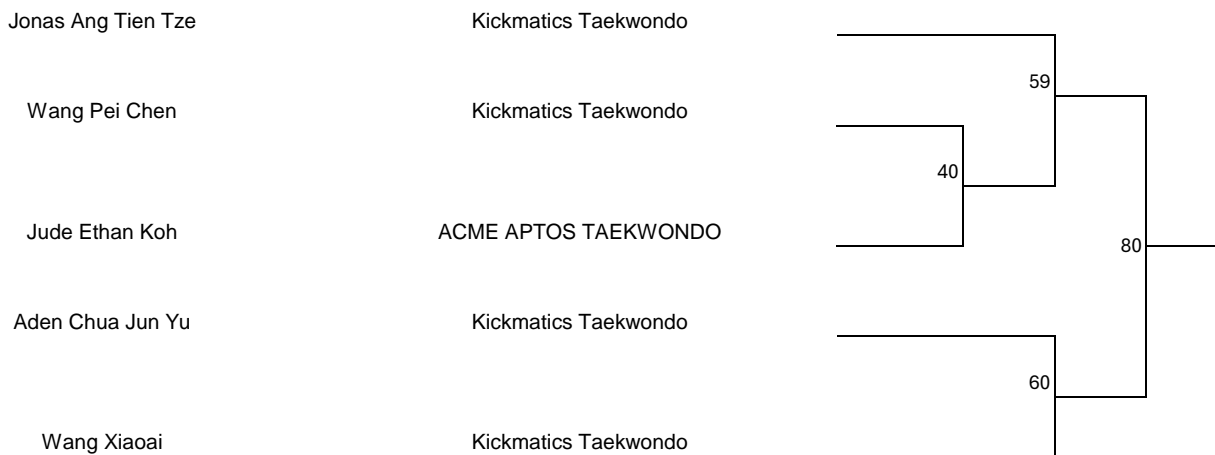 Jonas Ang Tien Tze Kickmatics Taekwondo
59
Wang Pei Chen Kickmatics Taekwondo
40
Jude Ethan Koh ACME APTOS TAEKWONDO
80
Aden Chua Jun Yu Kickmatics Taekwondo
60
Wang Xiaoai Kickmatics Taekwondo